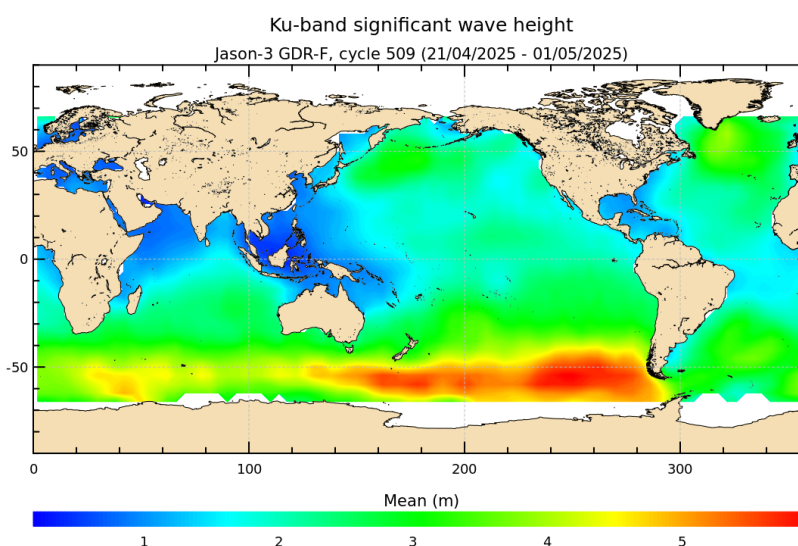 Ku-band significant wave height
Jason-3 GDR-F, cycle 509 (21/04/2025 - 01/05/2025)
50
0
-50
0 100 200 300
Mean (m)
1 2 3 4 5